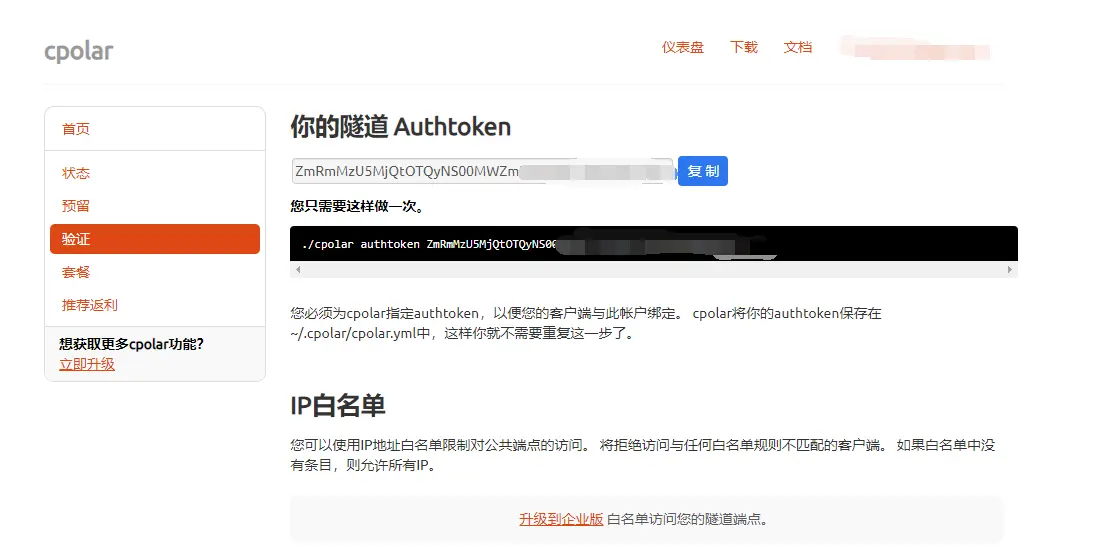 cpolar
仪表盘
下载
文档
首页
状态
预留
验证
套餐
推荐返利
想获取更多cpolar功能?
立即升级
你的隧道 Authtoken
ZmRmMzU5MjQtOTQyNS00MWZm
复 制
您只需要这样做一次。
./cpolar authtoken ZmRmMzU5MjQtOTQyNS00
您必须为cpolar指定authtoken，以便您的客户端与此帐户绑定。 cpolar将你的authtoken保存在
~/.cpolar/cpolar.yml中，这样你就不需要重复这一步了。
IP白名单
您可以使用IP地址白名单限制对公共端点的访问。 将拒绝访问与任何白名单规则不匹配的客户端。 如果白名单中没
有条目，则允许所有IP。
升级到企业版 白名单访问您的隧道端点。